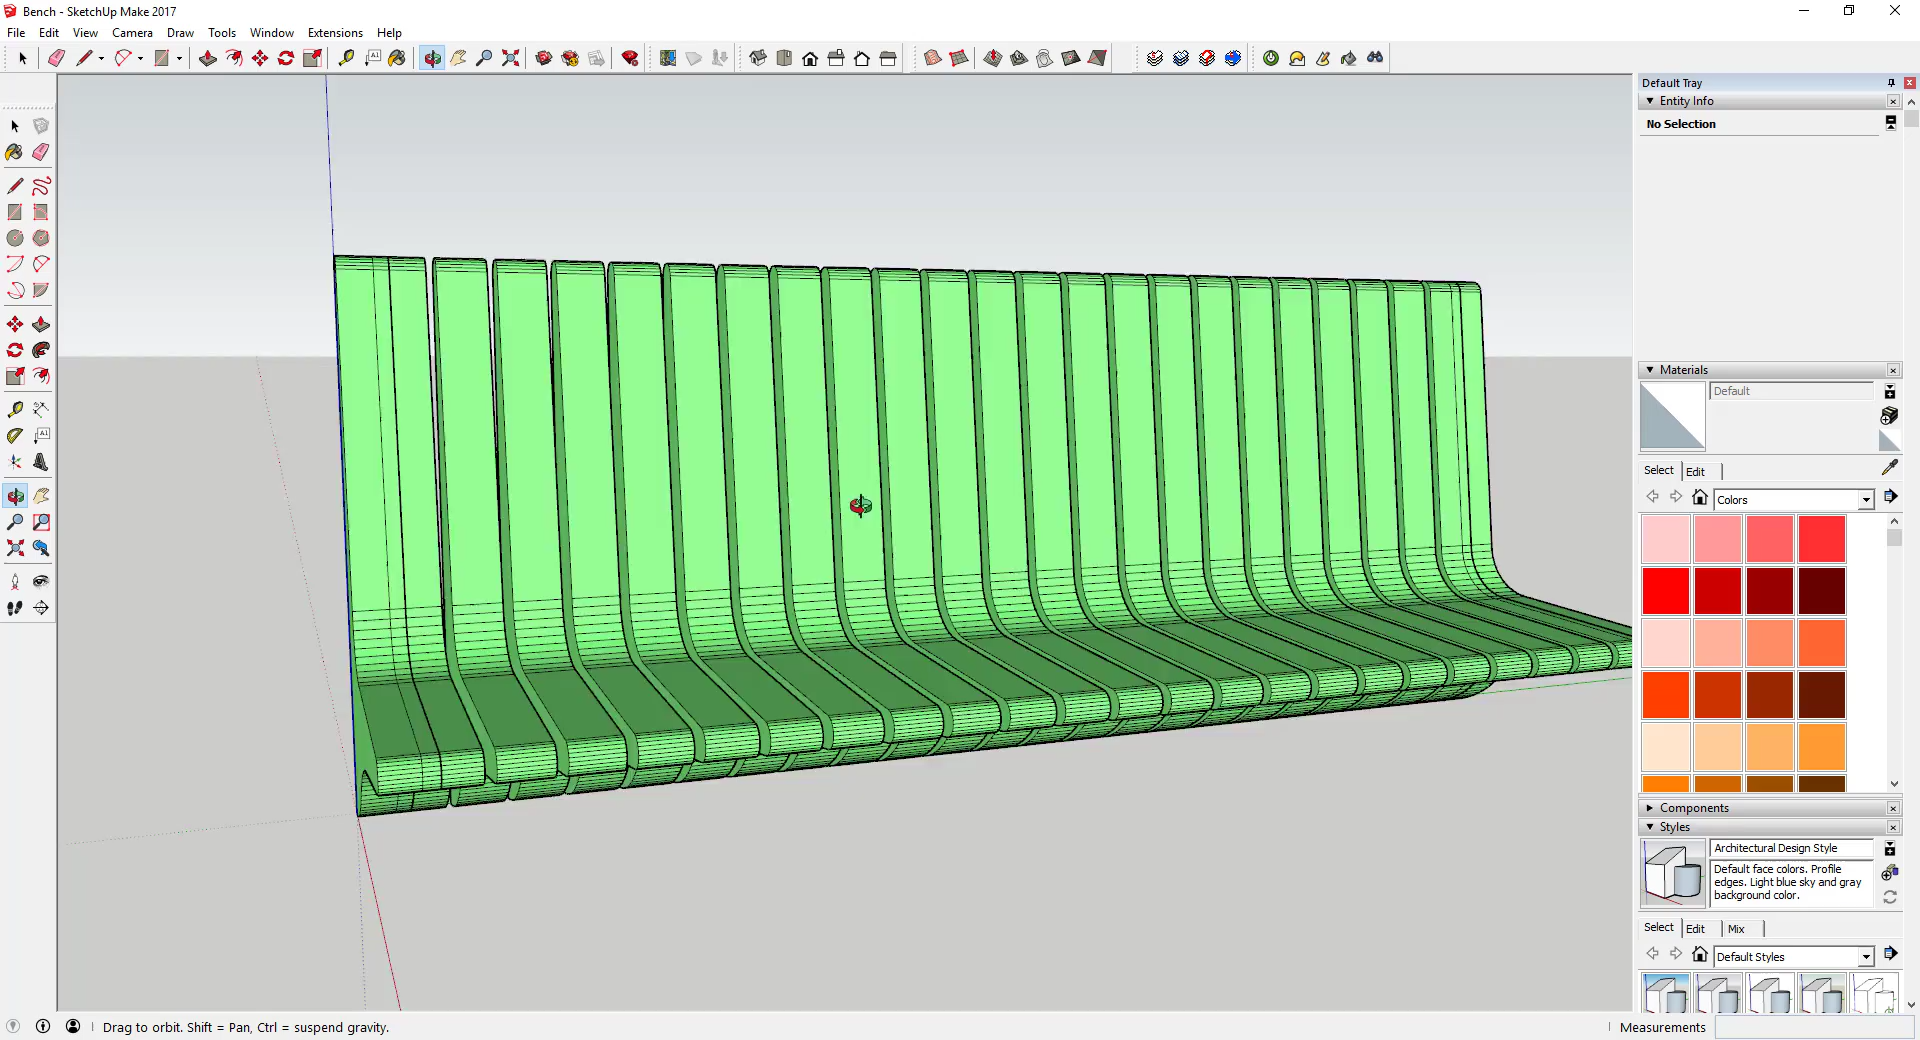 Bench - SketchUp Make 2017
File Edit View Camera Draw Tools Window Extensions Help
Default Tray
Entity Info
No Selection
Materials
Default
Select Edit
Colors
Components
Styles
Architectural Design Style
Default face colors. Profile
edges. Light blue sky and gray
background color.
Select Edit Mix
Default Styles
Drag to orbit. Shift = Pan, Ctrl = suspend gravity.
Measurements